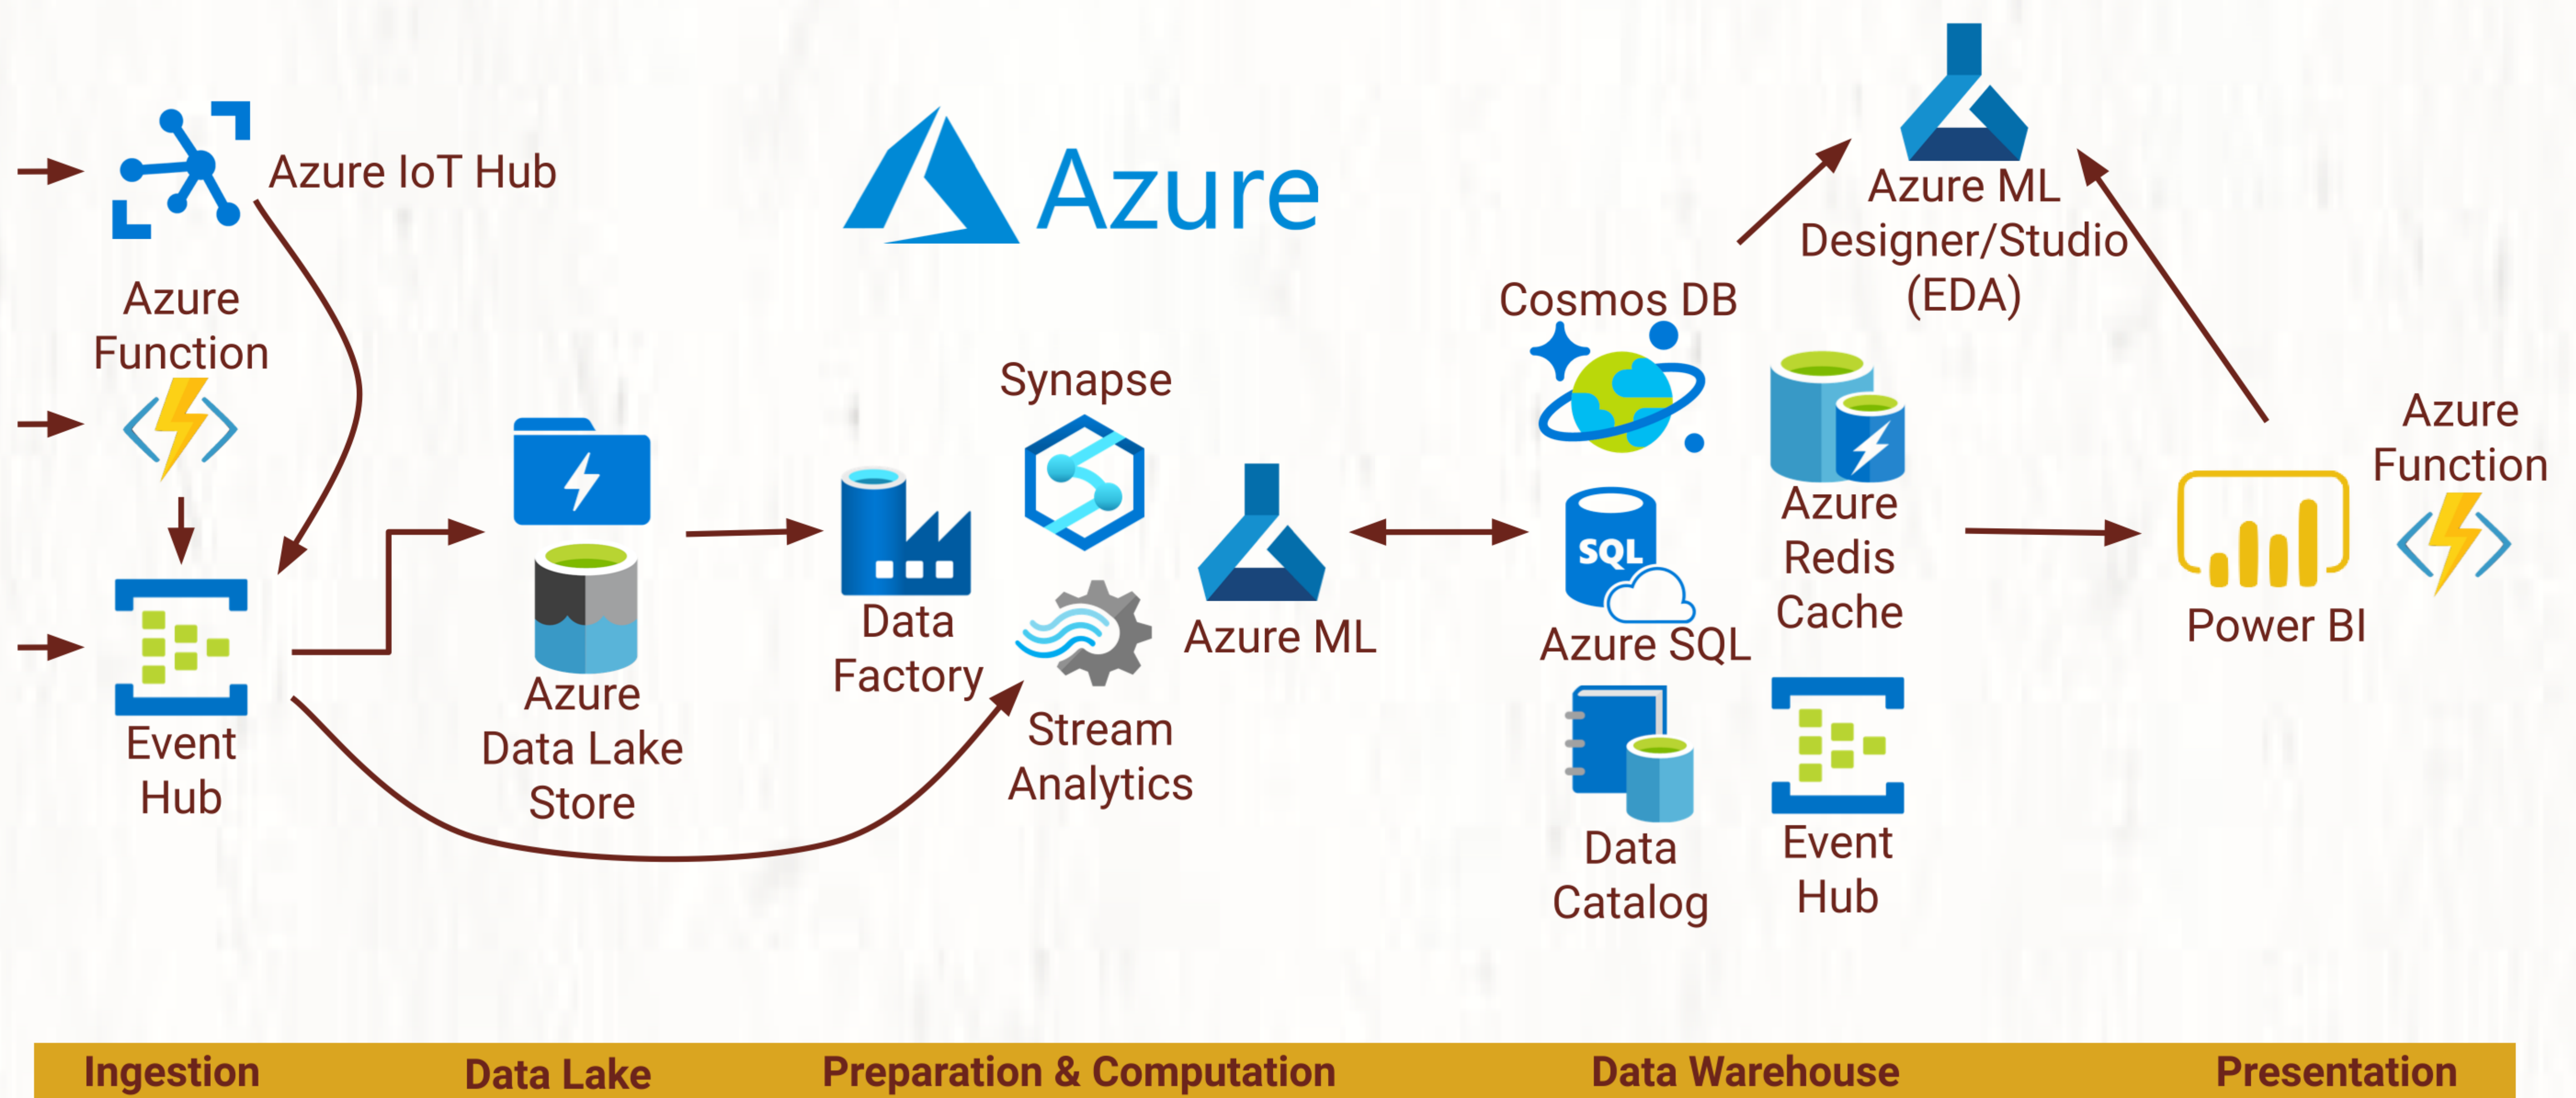 Azure IoT Hub
Azure
Function
Event
Hub
Azure
Data Lake
Store
Azure
Data
Factory
Synapse
Stream
Analytics
Azure ML
Cosmos DB
SQL
Azure SQL
Data
Catalog
Azure
Redis
Cache
Event
Hub
Azure ML
Designer/Studio
(EDA)
Power BI
Azure
Function
Ingestion
Data Lake
Preparation & Computation
Data Warehouse
Presentation